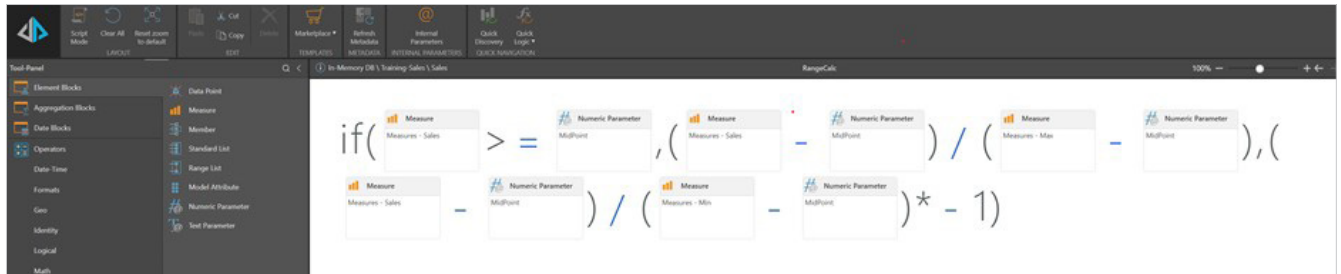 Script Mode Clear All Reset zoom to default Paste Cut Copy Delete Marketplace Refresh Metadata Internal Parameters Quick Discovery Quick Logic
LAYOUT EDIT TEMPLATES METADATA INTERNAL PARAMETERS QUICK NAVIGATION
Tool-Panel
In-Memory DB \ Training-Sales \ Sales RangeCalc 100%
Element Blocks
Aggregation Blocks
Date Blocks
Operators
Date-Time
Formats
Geo
Identity
Logical
Math
Data Point
Measure
Member
Standard List
Range List
Model Attribute
Numeric Parameter
Text Parameter
Measure Numeric Parameter Measure Numeric Parameter Measure Numeric Parameter
if( Measures - Sales > = MidPoint ,( Measures - Sales - MidPoint ) / ( Measures - Max - MidPoint ),(
Measure Numeric Parameter Measure Numeric Parameter
Measures - Sales - MidPoint ) / ( Measures - Min - MidPoint )* - 1)